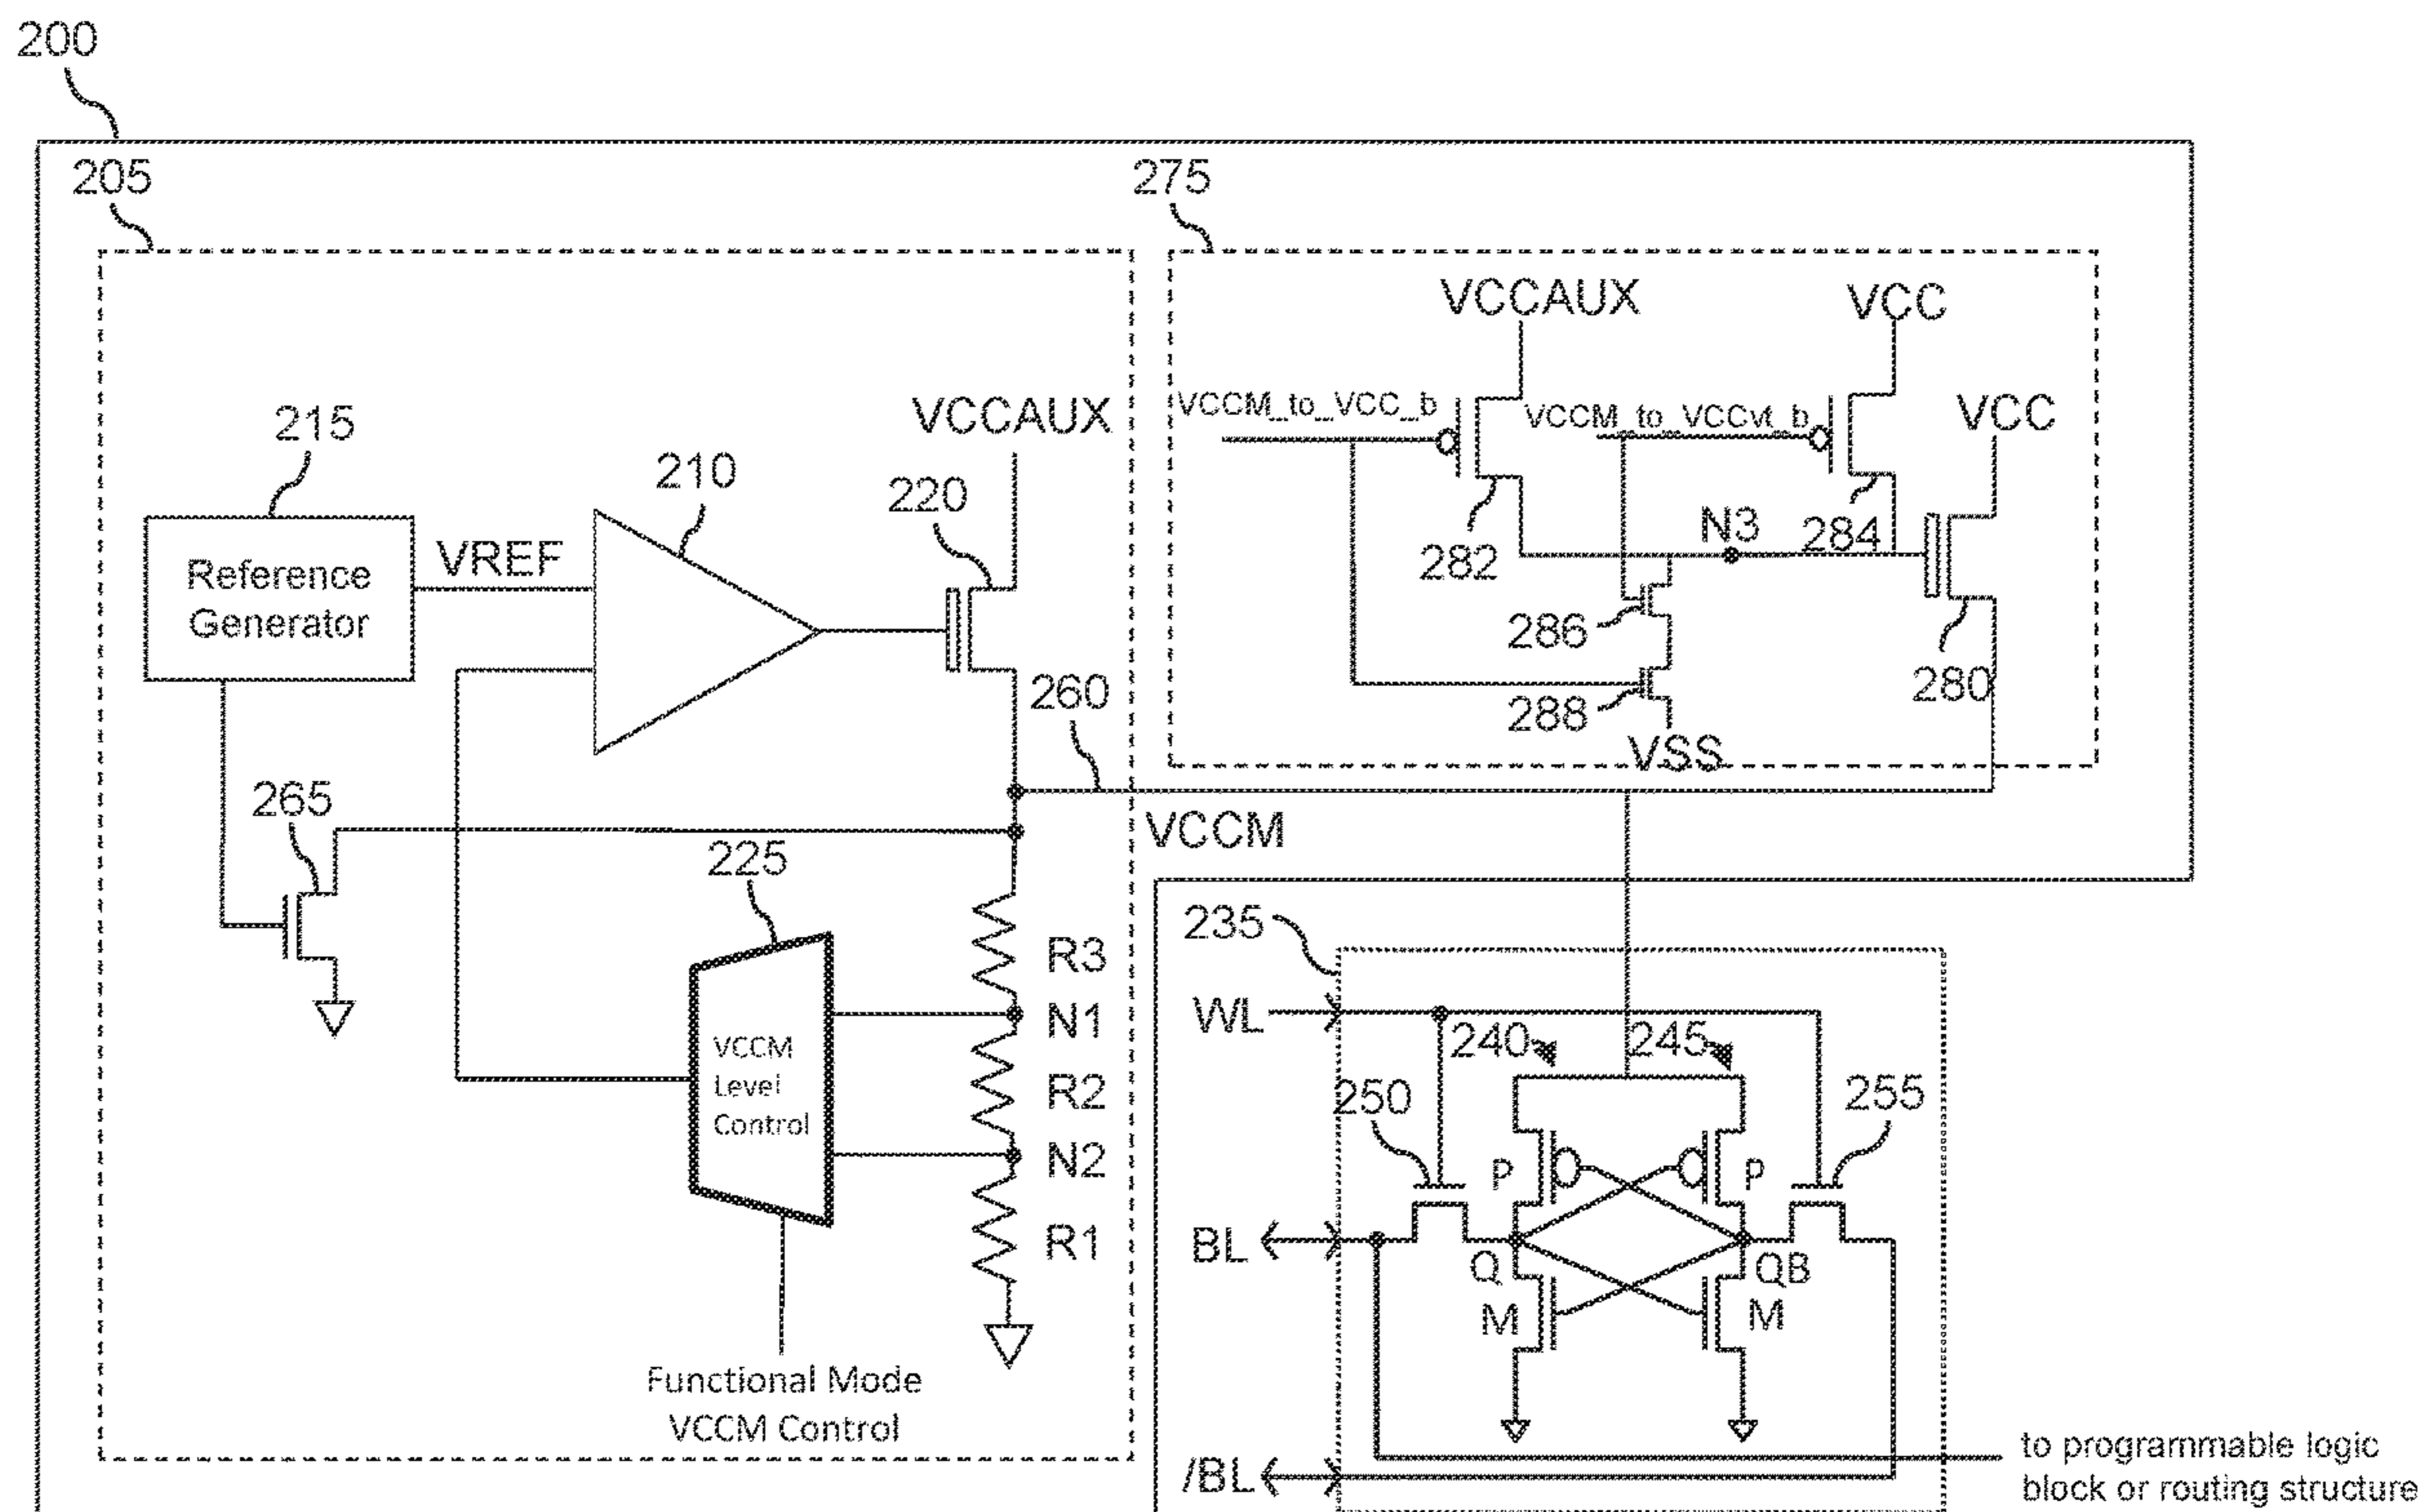 200
205
275
VCCAUX
VCC
VCCM_to_VCC_b
VCCM_to_VCCvt_b
VCC
VCCAUX
215
210
220
282
N3
284
Reference
Generator
VREF
286
280
260
288
VSS
265
VCCM
225
235
R3
WL
N1
240
245
VCCM
Level
Control
R2
250
255
N2
P
P
R1
BL
Q
QB
M
M
Functional Mode
VCCM Control
/BL
to programmable logic
block or routing structure